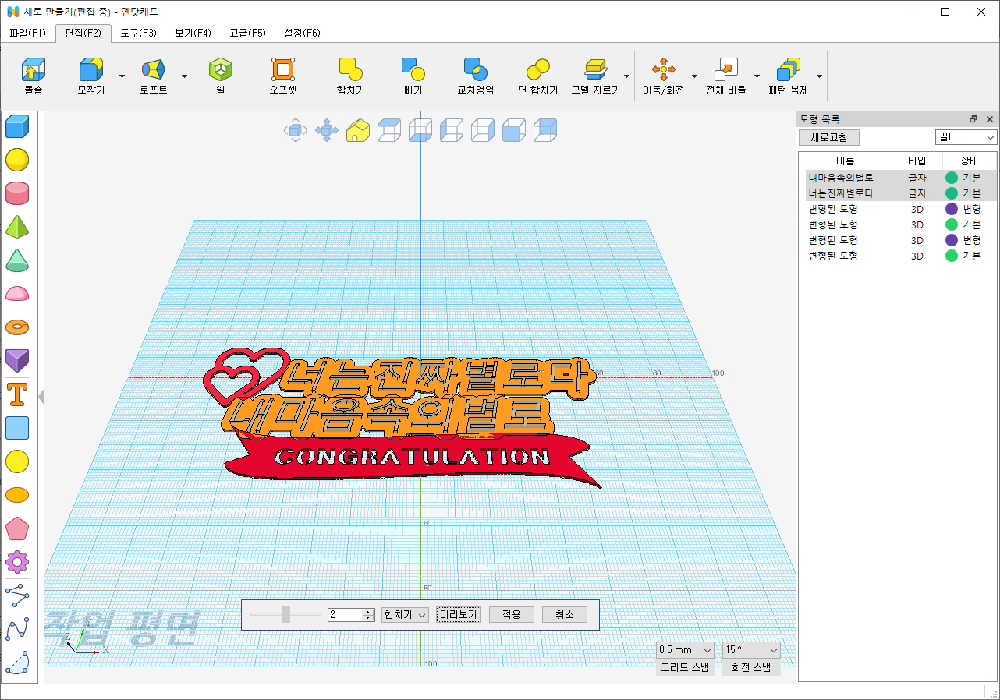 새로 만들기(편집 중) - 엔닷캐드
파일(F1) 편집(F2) 도구(F3) 보기(F4) 고급(F5) 설정(F6)
돌출 모깎기 로프트 쉘 오프셋 합치기 빼기 교차영역 면 합치기 모델 자르기 이동/회전 전체 비율 패턴 복제
도형 목록
새로고침 필터
이름 타입 상태
내마음속의별로 글자 기본
너는진짜별로다 글자 기본
변형된 도형 3D 변형
변형된 도형 3D 기본
변형된 도형 3D 변형
변형된 도형 3D 기본
T
너는진짜별로다
80 100
내마음속의별로
CONGRATULATION
60
80
2 합치기 미리보기 적용 취소
작업 평면
Z Y X
100
0.5 mm 15 °
그리드 스냅 회전 스냅